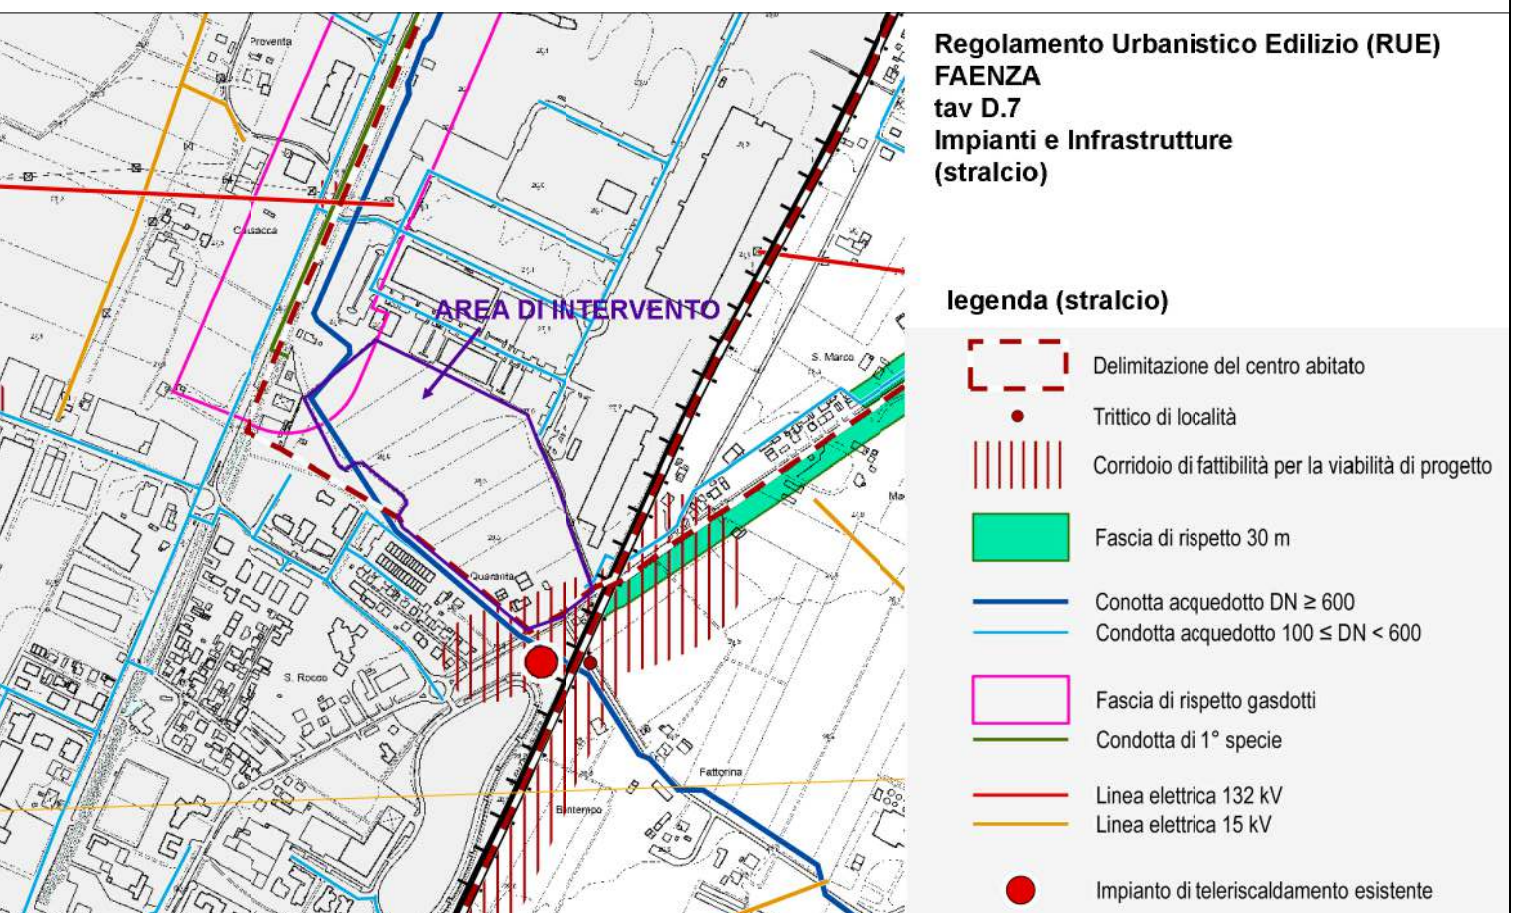 Regolamento Urbanistico Edilizio (RUE)
FAENZA
tav D.7
Impianti e Infrastrutture
(stralcio)
legenda (stralcio)
Delimitazione del centro abitato
Trittico di località
Corridoio di fattibilità per la viabilità di progetto
Fascia di rispetto 30 m
Conotta acquedotto DN ≥ 600
Condotta acquedotto 100 ≤ DN < 600
Fascia di rispetto gasdotti
Condotta di 1° specie
Linea elettrica 132 kV
Linea elettrica 15 kV
Impianto di teleriscaldamento esistente
Proventa
AREA DI INTERVENTO
S. Marco
Quaranta
S. Rocco
Fattorina
Bintempo